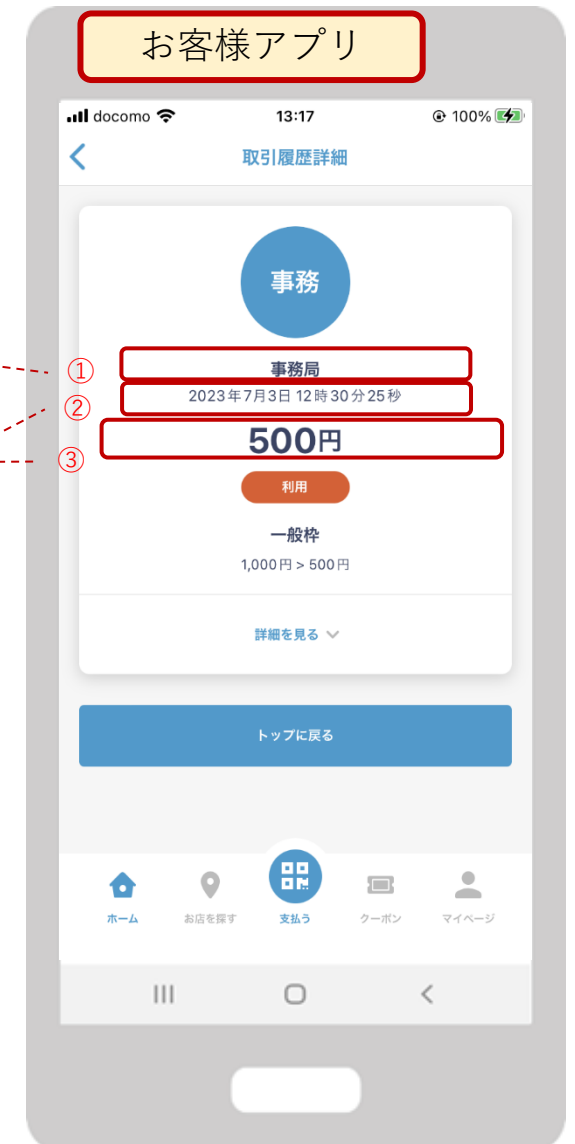 お客様アプリ
docomo 13:17 100%
取引履歴詳細
事務
① 事務局
② 2023年7月3日 12時30分25秒
③ 500円
利用
一般枠
1,000円 > 500円
詳細を見る
トップに戻る
ホーム お店を探す 支払う クーポン マイページ